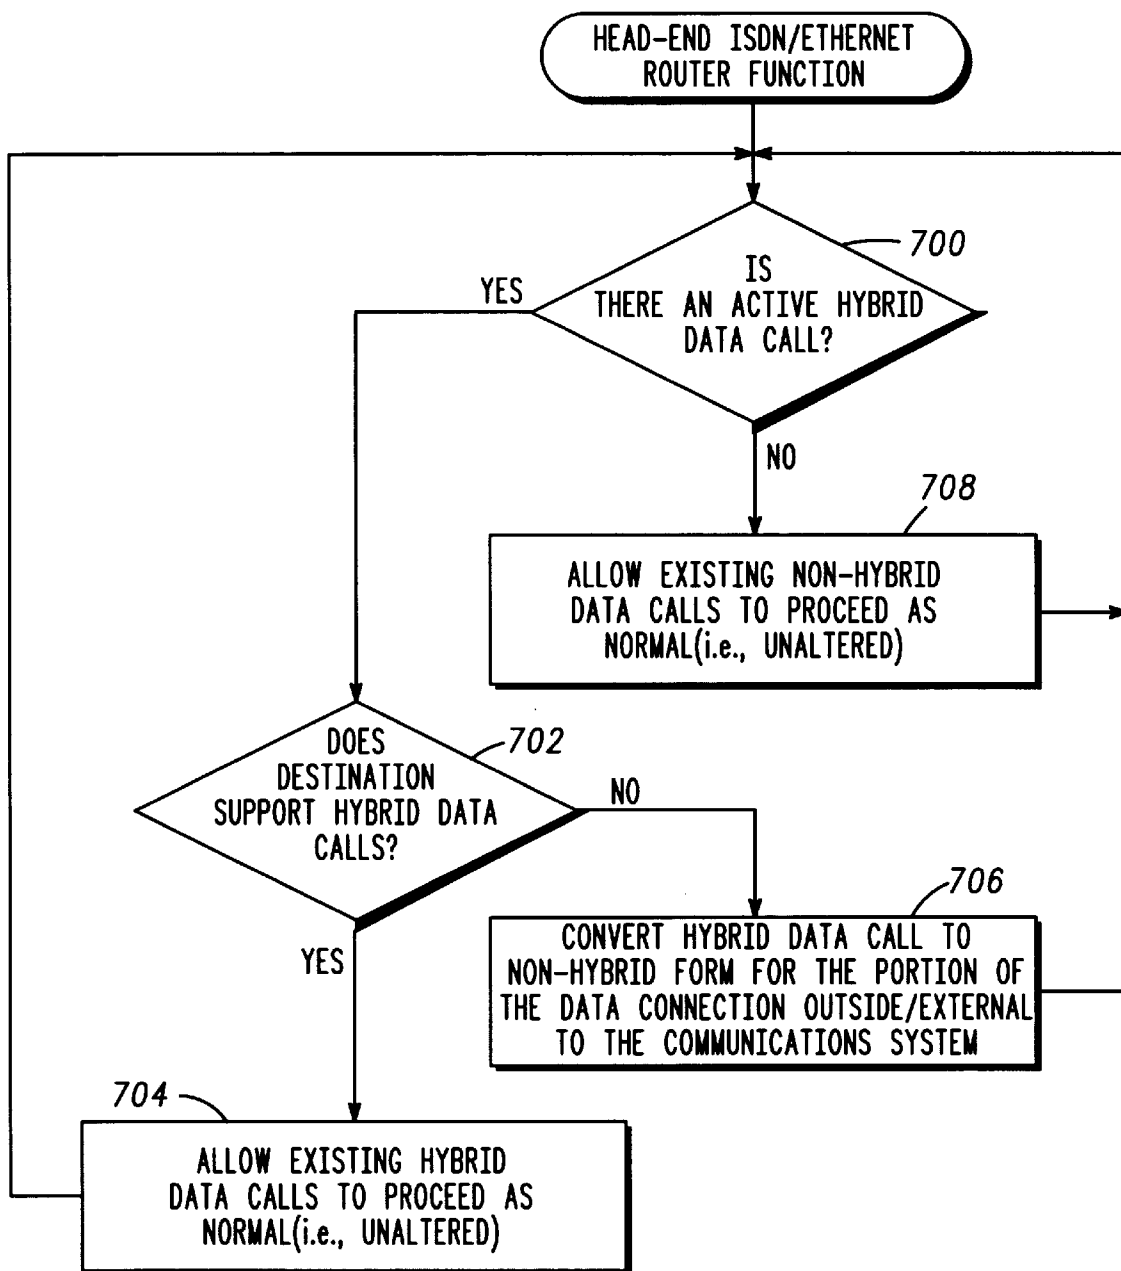 HEAD-END ISDN/ETHERNET
ROUTER FUNCTION
700
IS
THERE AN ACTIVE HYBRID
DATA CALL?
YES
NO
708
ALLOW EXISTING NON-HYBRID
DATA CALLS TO PROCEED AS
NORMAL(i.e., UNALTERED)
702
DOES
DESTINATION
SUPPORT HYBRID DATA
CALLS?
NO
YES
706
CONVERT HYBRID DATA CALL TO
NON-HYBRID FORM FOR THE PORTION OF
THE DATA CONNECTION OUTSIDE/EXTERNAL
TO THE COMMUNICATIONS SYSTEM
704
ALLOW EXISTING HYBRID
DATA CALLS TO PROCEED AS
NORMAL(i.e., UNALTERED)